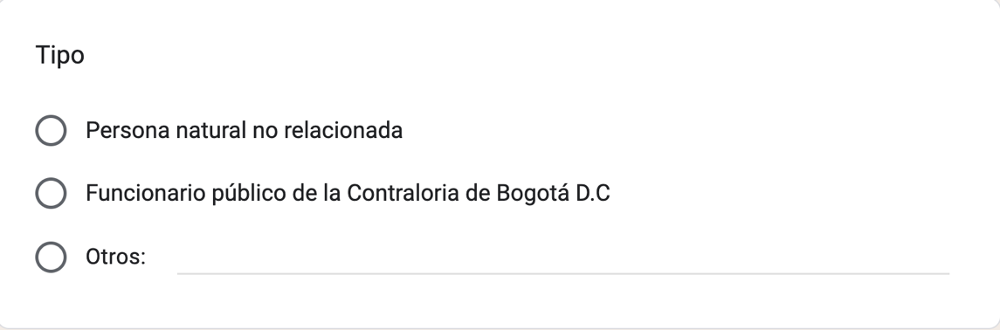 Tipo
Persona natural no relacionada
Funcionario público de la Contraloria de Bogotá D.C
Otros: